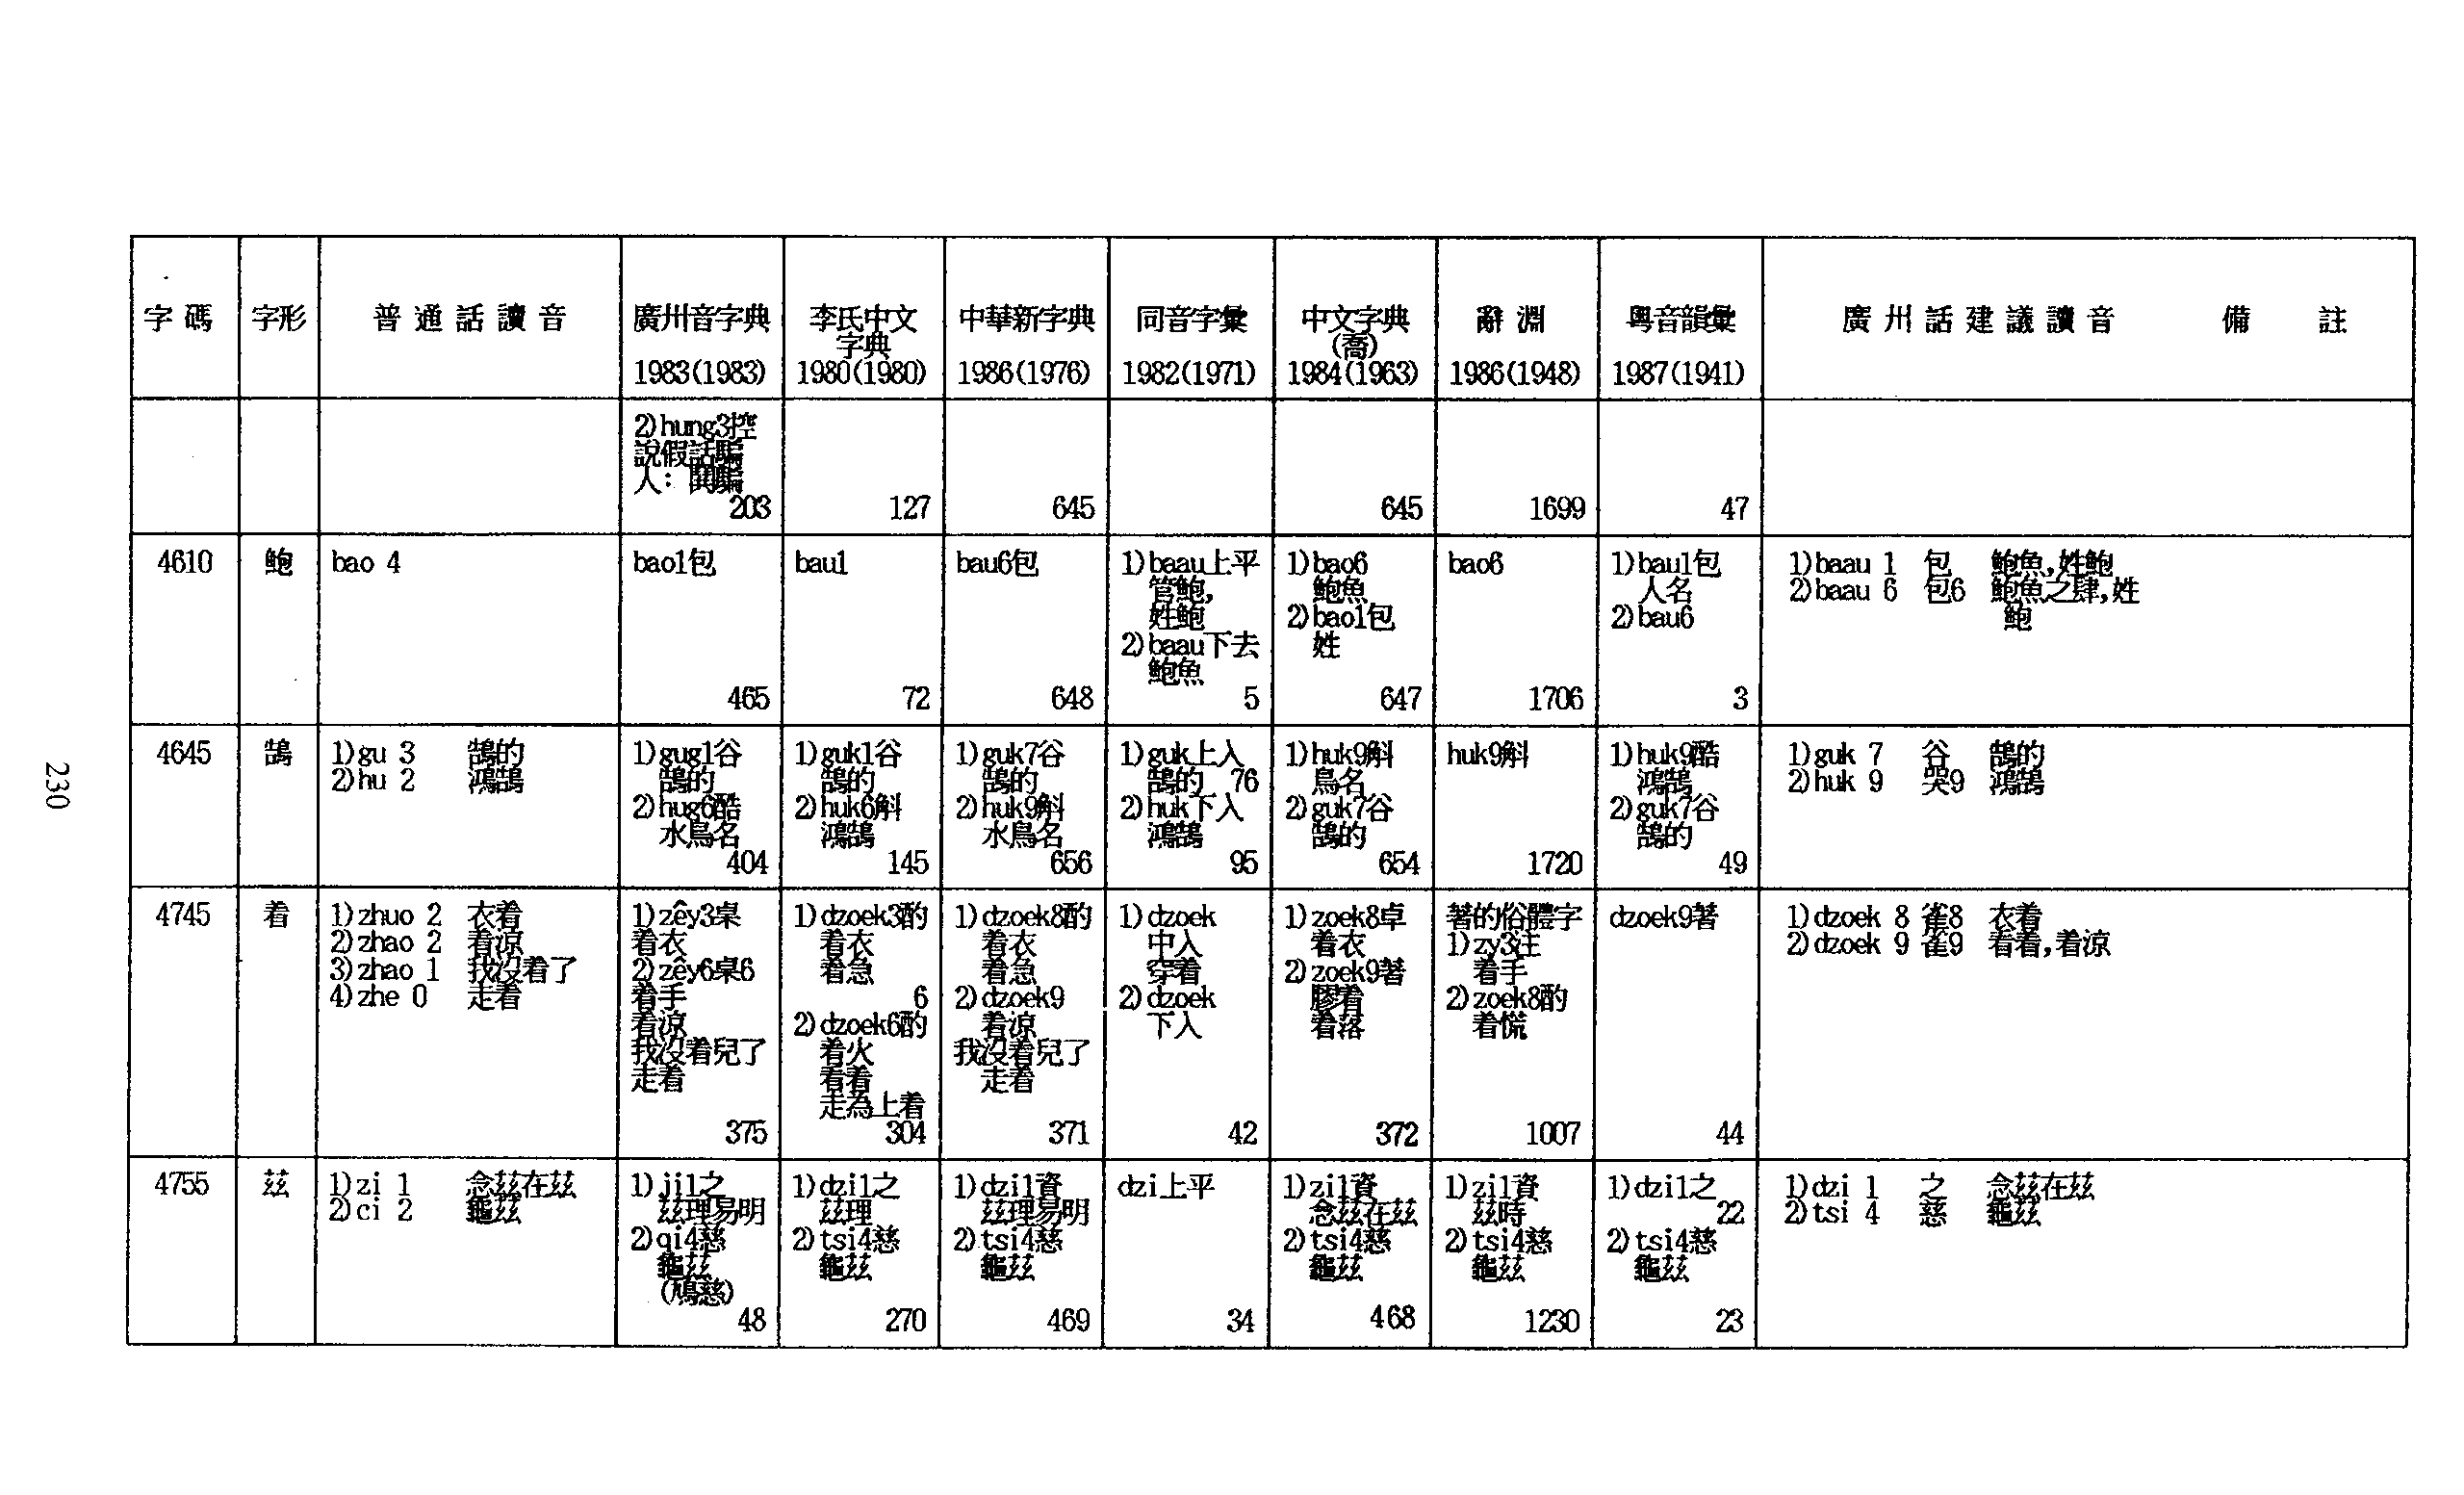 字碼 字形 普通話讀音 廣州音字典 1983(1983) 李氏中文字典 1980(1980) 中華新字典 1986(1976) 同音字彙 1982(1971) 中文字典(喬) 1984(1963) 辭淵 1986(1948) 粵音韻彙 1987(1941) 廣州話建議讀音 備註
2)hung3控
說假話騙
人：閧騙
203 127 645 645 1699 47
4610 鮑
bao 4
bao1包
465
bau1
72
bau6包
648
1)baau上平
管鮑,
姓鮑
2)baau下去
鮑魚
5
1)bao6
鮑魚
2)bao1包
姓
647
bao6
1706
1)bau1包
人名
2)bau6
3
1)baau 1 包 鮑魚,姓鮑
2)baau 6 包6 鮑魚之肆,姓
鮑
4645 鵠
1)gu 3 鵠的
2)hu 2 鴻鵠
1)gug1谷
鵠的
2)hug6酷
水鳥名
404
1)guk1谷
鵠的
2)huk6斛
鴻鵠
145
1)guk7谷
鵠的
2)huk9斛
水鳥名
656
1)guk上入
鵠的 76
2)huk下入
鴻鵠
95
1)huk9斛
鳥名
2)guk7谷
鵠的
654
huk9斛
1720
1)huk9酷
鴻鵠
2)guk7谷
鵠的
49
1)guk 7 谷 鵠的
2)huk 9 哭9 鴻鵠
4745 着
1)zhuo 2 衣着
2)zhao 2 着涼
3)zhao 1 我沒着了
4)zhe 0 走着
1)zêy3桌
着衣
2)zêy6桌6
着手
着涼
我沒着兒了
走着
375
1)dzoek3酌
着衣
着急
6
2)dzoek6酌
着火
看着
走為上着
304
1)dzoek8酌
着衣
着急
2)dzoek9
着涼
我沒着兒了
走着
371
1)dzoek
中入
穿着
2)dzoek
下入
42
1)zoek8卓
着衣
2)zoek9著
膠着
着落
372
著的俗體字
1)zy3注
着手
2)zoek8酌
着慌
1007
dzoek9著
44
1)dzoek 8 雀8 衣着
2)dzoek 9 雀9 看着,着涼
4755 茲
1)zi 1 念茲在茲
2)ci 2 龜茲
1)ji1之
茲理易明
2)qi4慈
龜茲
(鳩慈)
48
1)dzi1之
茲理
2)tsi4慈
龜茲
270
1)dzi1資
茲理易明
2)tsi4慈
龜茲
469
dzi上平
34
1)zi1資
念茲在茲
2)tsi4慈
龜茲
468
1)zi1資
茲時
2)tsi4慈
龜茲
1230
1)dzi1之
22
2)tsi4慈
龜茲
23
1)dzi 1 之 念茲在茲
2)tsi 4 慈 龜茲
230